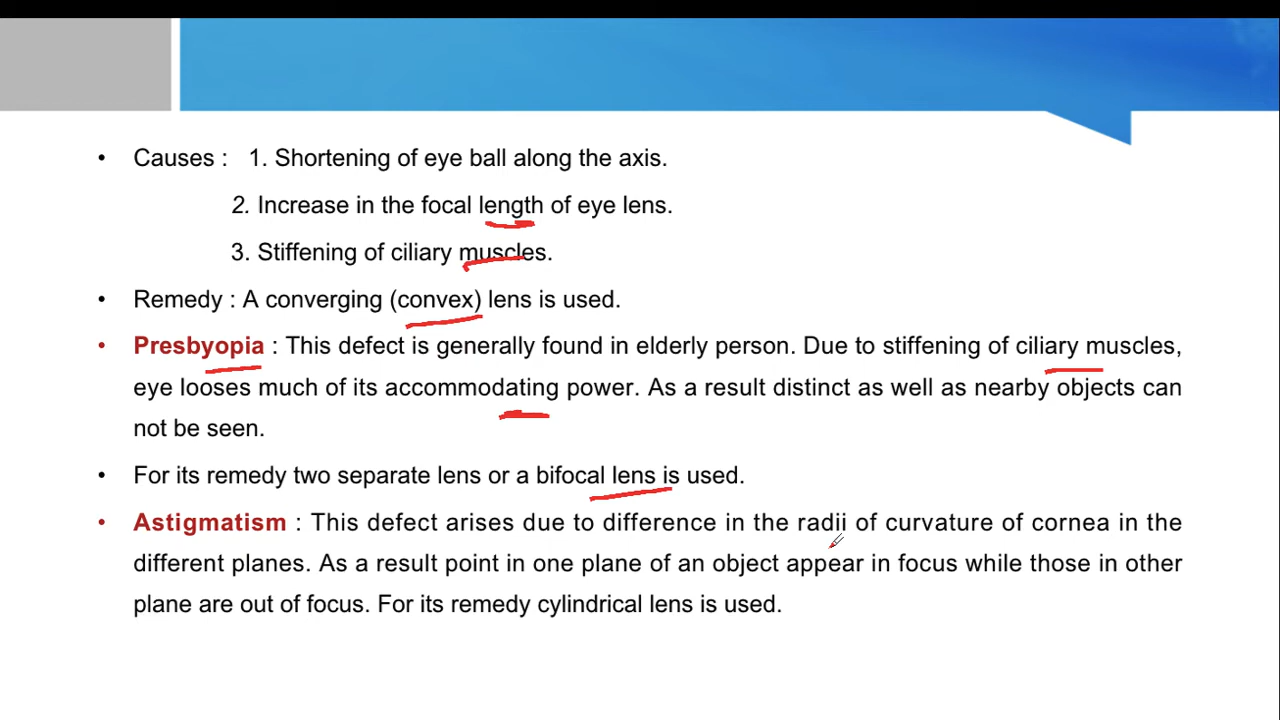 • Causes : 1. Shortening of eye ball along the axis.
2. Increase in the focal length of eye lens.
3. Stiffening of ciliary muscles.
• Remedy : A converging (convex) lens is used.
• Presbyopia : This defect is generally found in elderly person. Due to stiffening of ciliary muscles,
eye looses much of its accommodating power. As a result distinct as well as nearby objects can
not be seen.
• For its remedy two separate lens or a bifocal lens is used.
• Astigmatism : This defect arises due to difference in the radii of curvature of cornea in the
different planes. As a result point in one plane of an object appear in focus while those in other
plane are out of focus. For its remedy cylindrical lens is used.